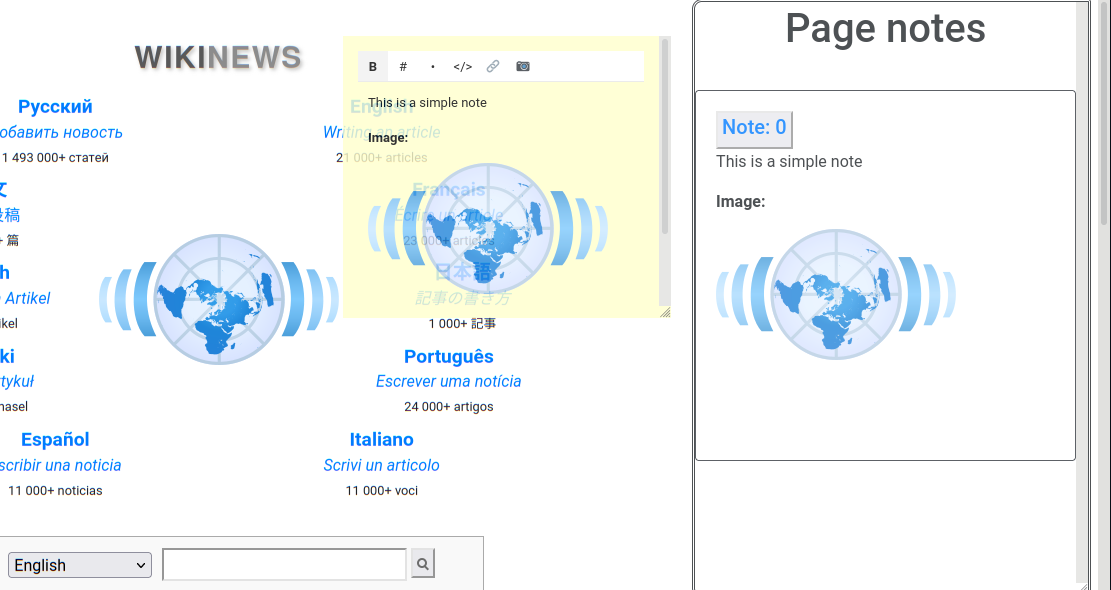 WIKINEWS
Русский
обавить новость
1 493 000+ статей
English
Writing an article
21 000+ articles
B # · </>
This is a simple note
Image:
文
投稿
+ 篇
Français
Écrire un article
23 000+ articles
h
n Artikel
日本語
記事の書き方
ikel
1 000+ 記事
ki
rtykuł
hasel
Português
Escrever uma notícia
24 000+ artigos
Español
scribir una noticia
11 000+ noticias
Italiano
Scrivi un articolo
11 000+ voci
English
Page notes
Note: 0
This is a simple note
Image: